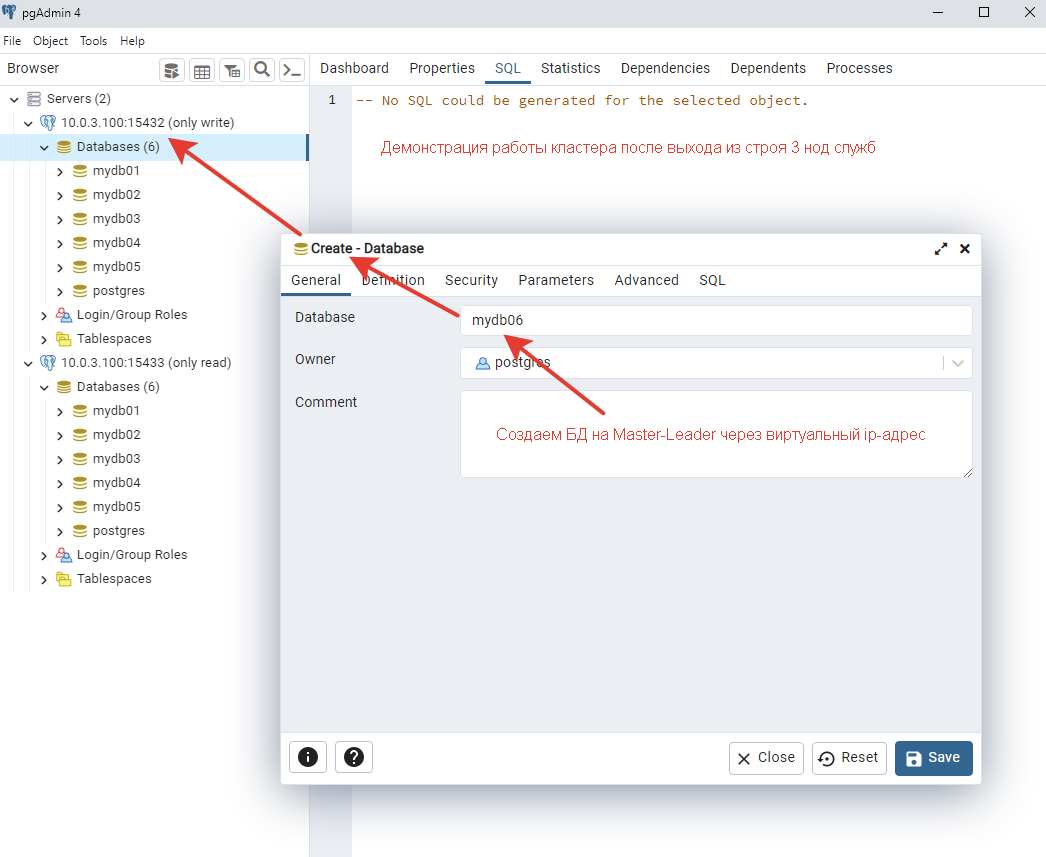 pgAdmin 4
File Object Tools Help
Browser
Dashboard Properties SQL Statistics Dependencies Dependents Processes
Servers (2)
10.0.3.100:15432 (only write)
Databases (6)
mydb01
mydb02
mydb03
mydb04
mydb05
postgres
Login/Group Roles
Tablespaces
10.0.3.100:15433 (only read)
Databases (6)
mydb01
mydb02
mydb03
mydb04
mydb05
postgres
Login/Group Roles
Tablespaces
1 -- No SQL could be generated for the selected object.
Демонстрация работы кластера после выхода из строя 3 нод служб
Create - Database
General Definition Security Parameters Advanced SQL
Database mydb06
Owner postgres
Comment
Создаем БД на Master-Leader через виртуальный ip-адрес
Close Reset Save